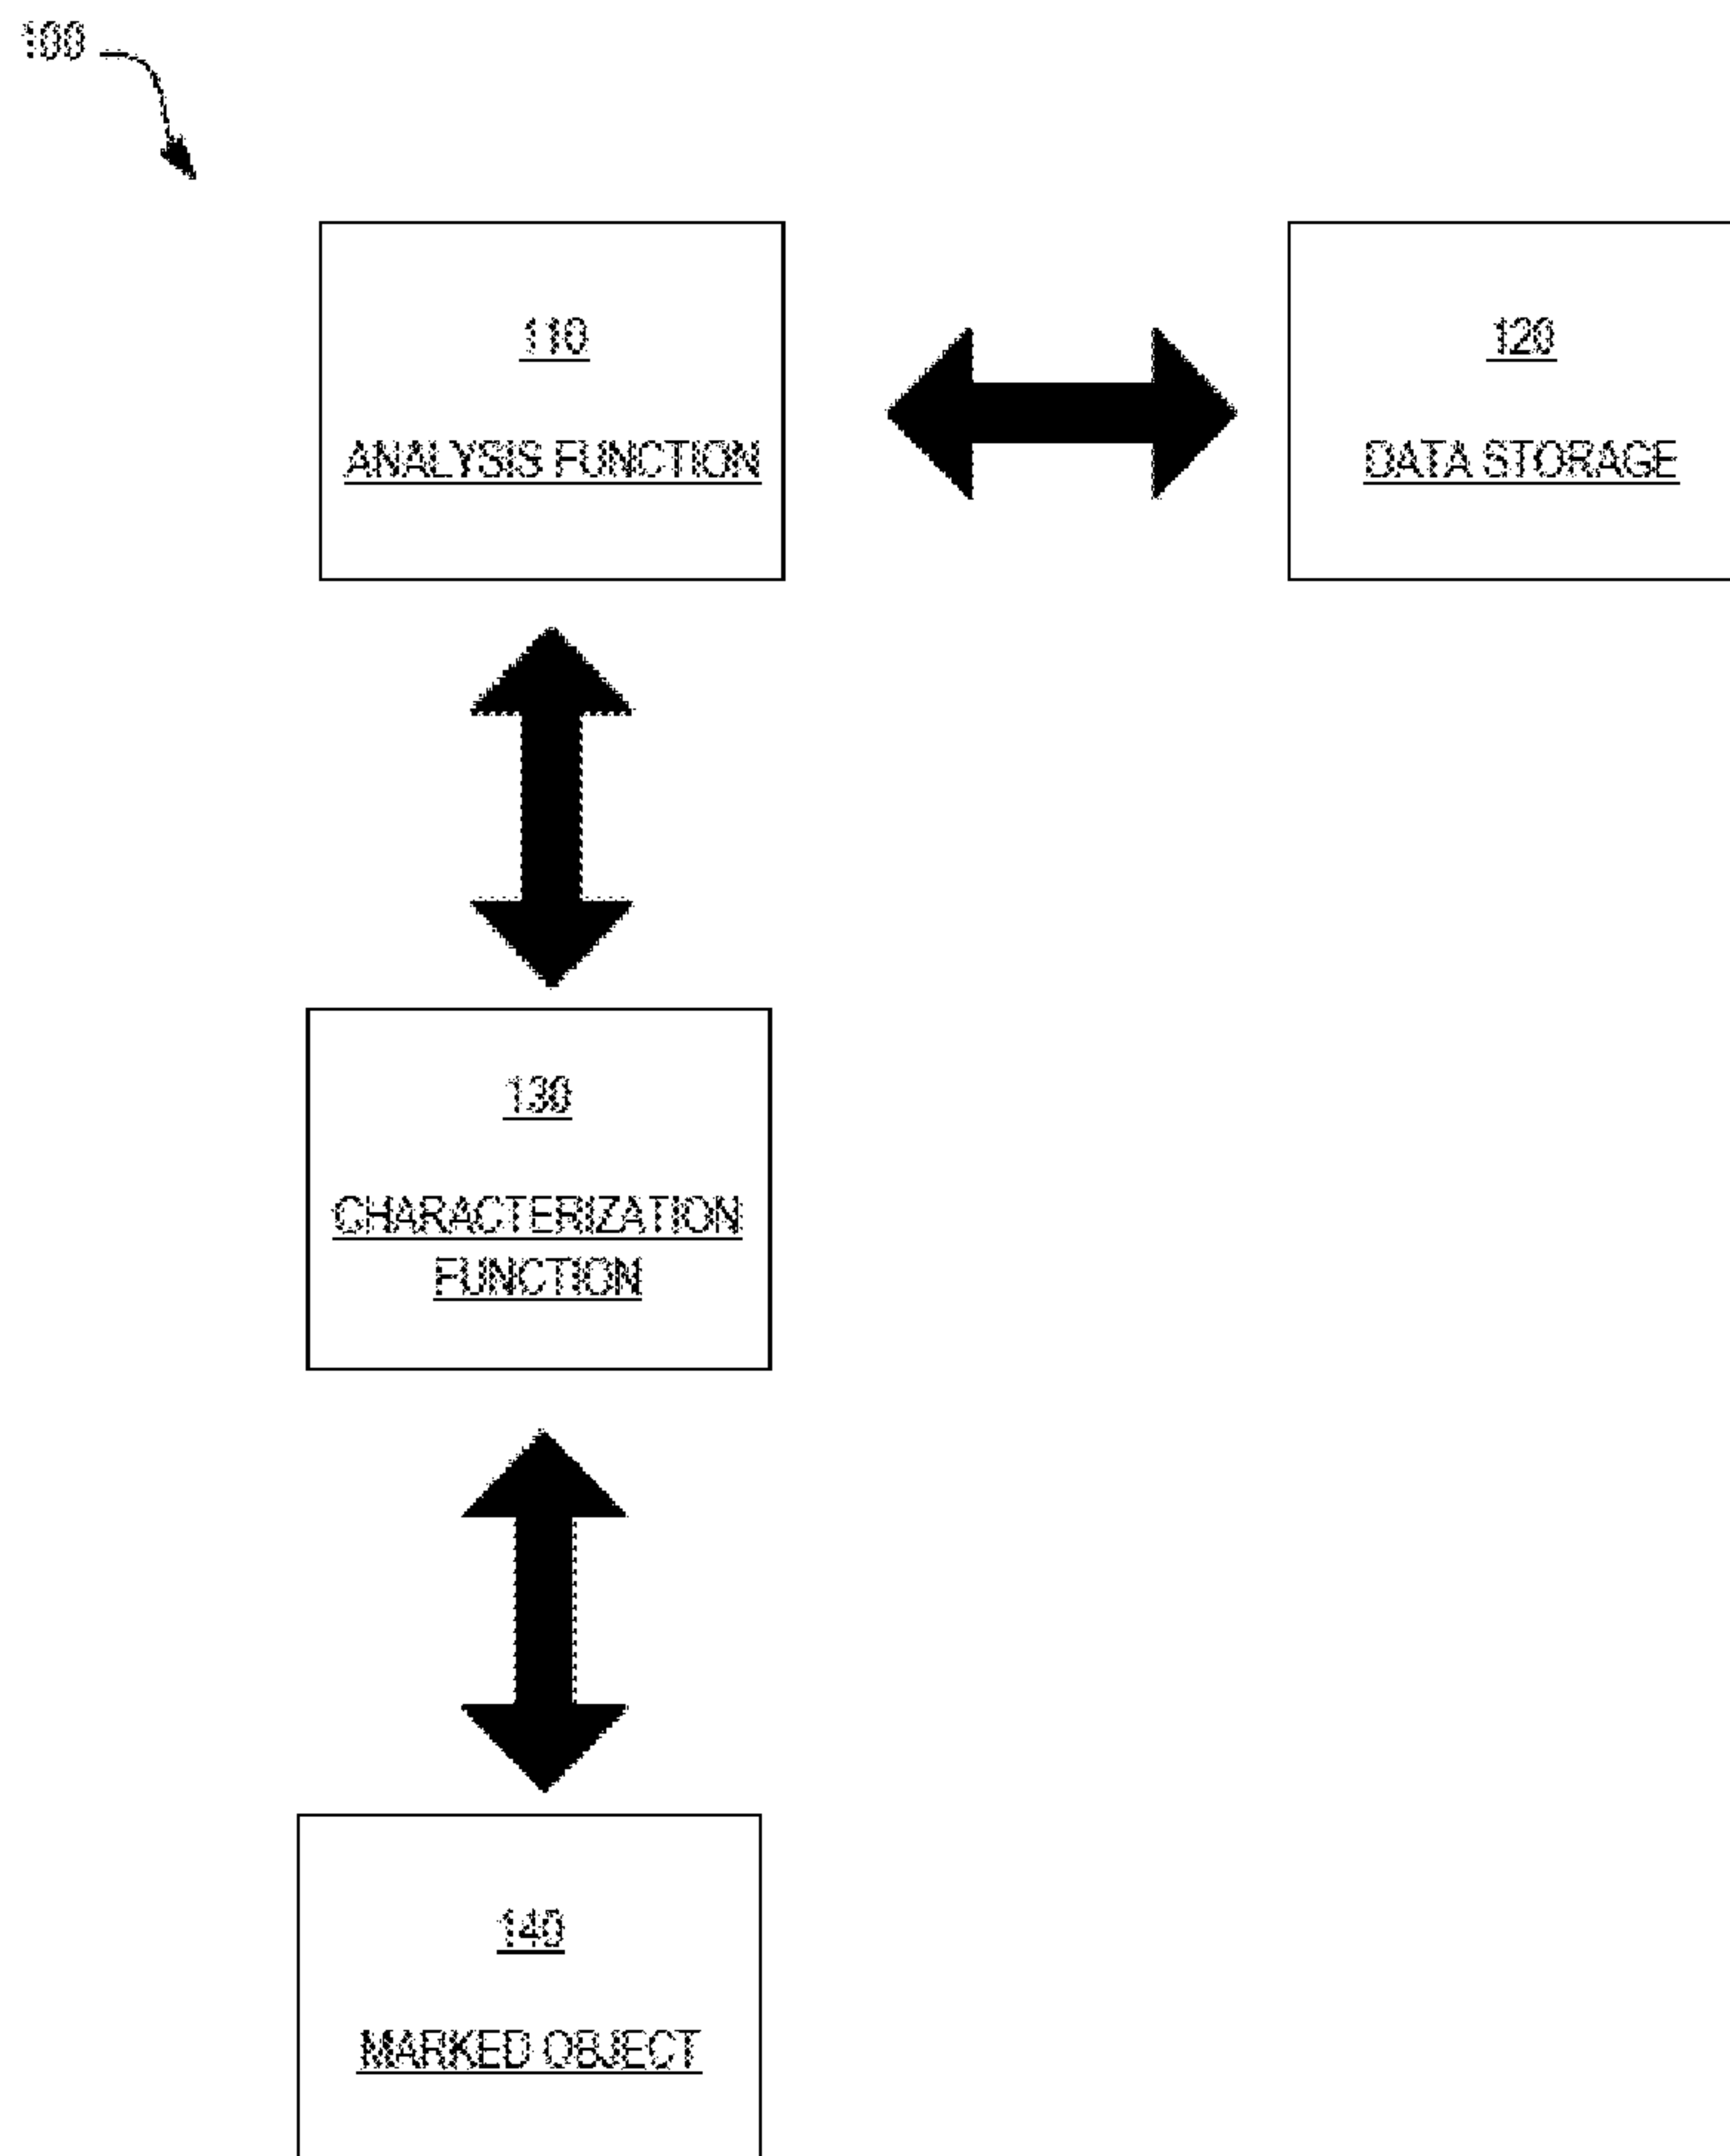 100
110
ANALYSIS FUNCTION
120
DATA STORAGE
130
CHARACTERIZATION
FUNCTION
140
MARKED OBJECT